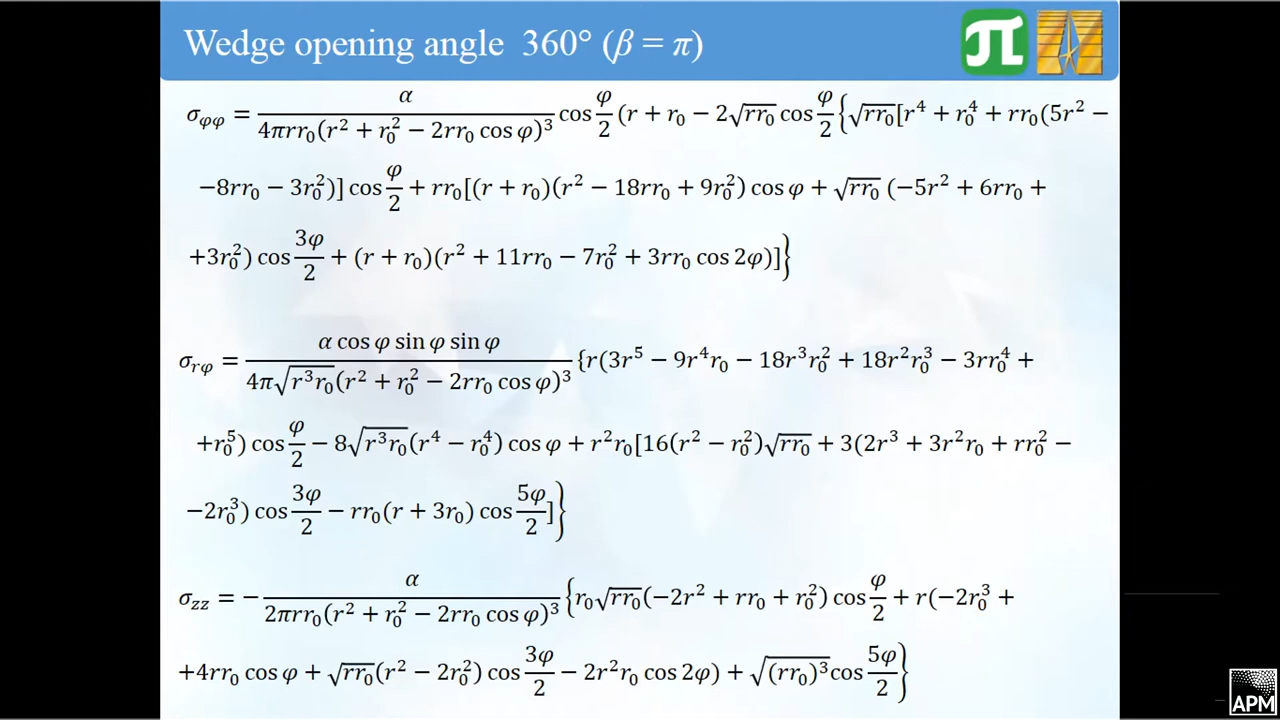 Wedge opening angle 360° (β = π)
π
σφφ = α / 4πrr₀(r² + r₀² − 2rr₀ cos φ)³ cos φ/2 (r + r₀ − 2√(rr₀) cos φ/2 {√(rr₀)[r⁴ + r₀⁴ + rr₀(5r² −
−8rr₀ − 3r₀²)] cos φ/2 + rr₀[(r + r₀)(r² − 18rr₀ + 9r₀²) cos φ + √(rr₀) (−5r² + 6rr₀ +
+3r₀²) cos 3φ/2 + (r + r₀)(r² + 11rr₀ − 7r₀² + 3rr₀ cos 2φ)]}
σrφ = α cos φ sin φ sin φ / 4π√(r³r₀)(r² + r₀² − 2rr₀ cos φ)³ {r(3r⁵ − 9r⁴r₀ − 18r³r₀² + 18r²r₀³ − 3rr₀⁴ +
+r₀⁵) cos φ/2 − 8√(r³r₀)(r⁴ − r₀⁴) cos φ + r²r₀[16(r² − r₀²)√(rr₀) + 3(2r³ + 3r²r₀ + rr₀² −
−2r₀³) cos 3φ/2 − rr₀(r + 3r₀) cos 5φ/2]}
σzz = − α / 2πrr₀(r² + r₀² − 2rr₀ cos φ)³ {r₀√(rr₀)(−2r² + rr₀ + r₀²) cos φ/2 + r(−2r₀³ +
+4rr₀ cos φ + √(rr₀)(r² − 2r₀²) cos 3φ/2 − 2r²r₀ cos 2φ) + √((rr₀)³) cos 5φ/2}
APM